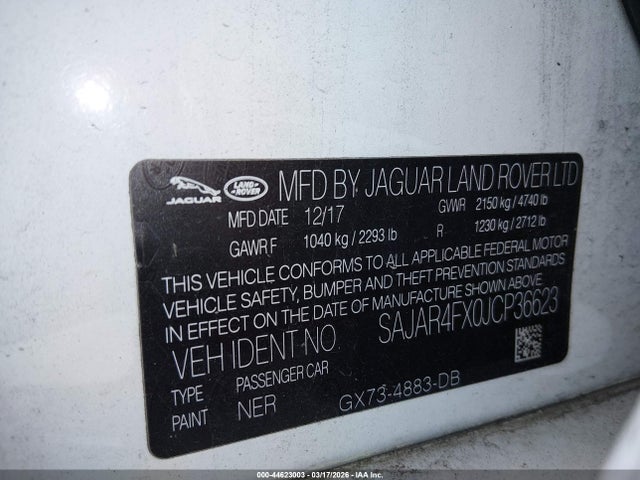 JAGUAR LAND ROVER MFD BY JAGUAR LAND ROVER LTD
MFD DATE 12/17 GVWR 2150 kg / 4740 lb
GAWR F 1040 kg / 2293 lb R 1230 kg / 2712 lb
THIS VEHICLE CONFORMS TO ALL APPLICABLE FEDERAL MOTOR
VEHICLE SAFETY, BUMPER AND THEFT PREVENTION STANDARDS
IN EFFECT ON THE DATE OF MANUFACTURE SHOWN ABOVE.
VEH IDENT NO. SAJAR4FX0JCP36623
TYPE PASSENGER CAR
PAINT NER GX73-4883-DB
000-44623003 | 03/17/2026 | IAAI.COM